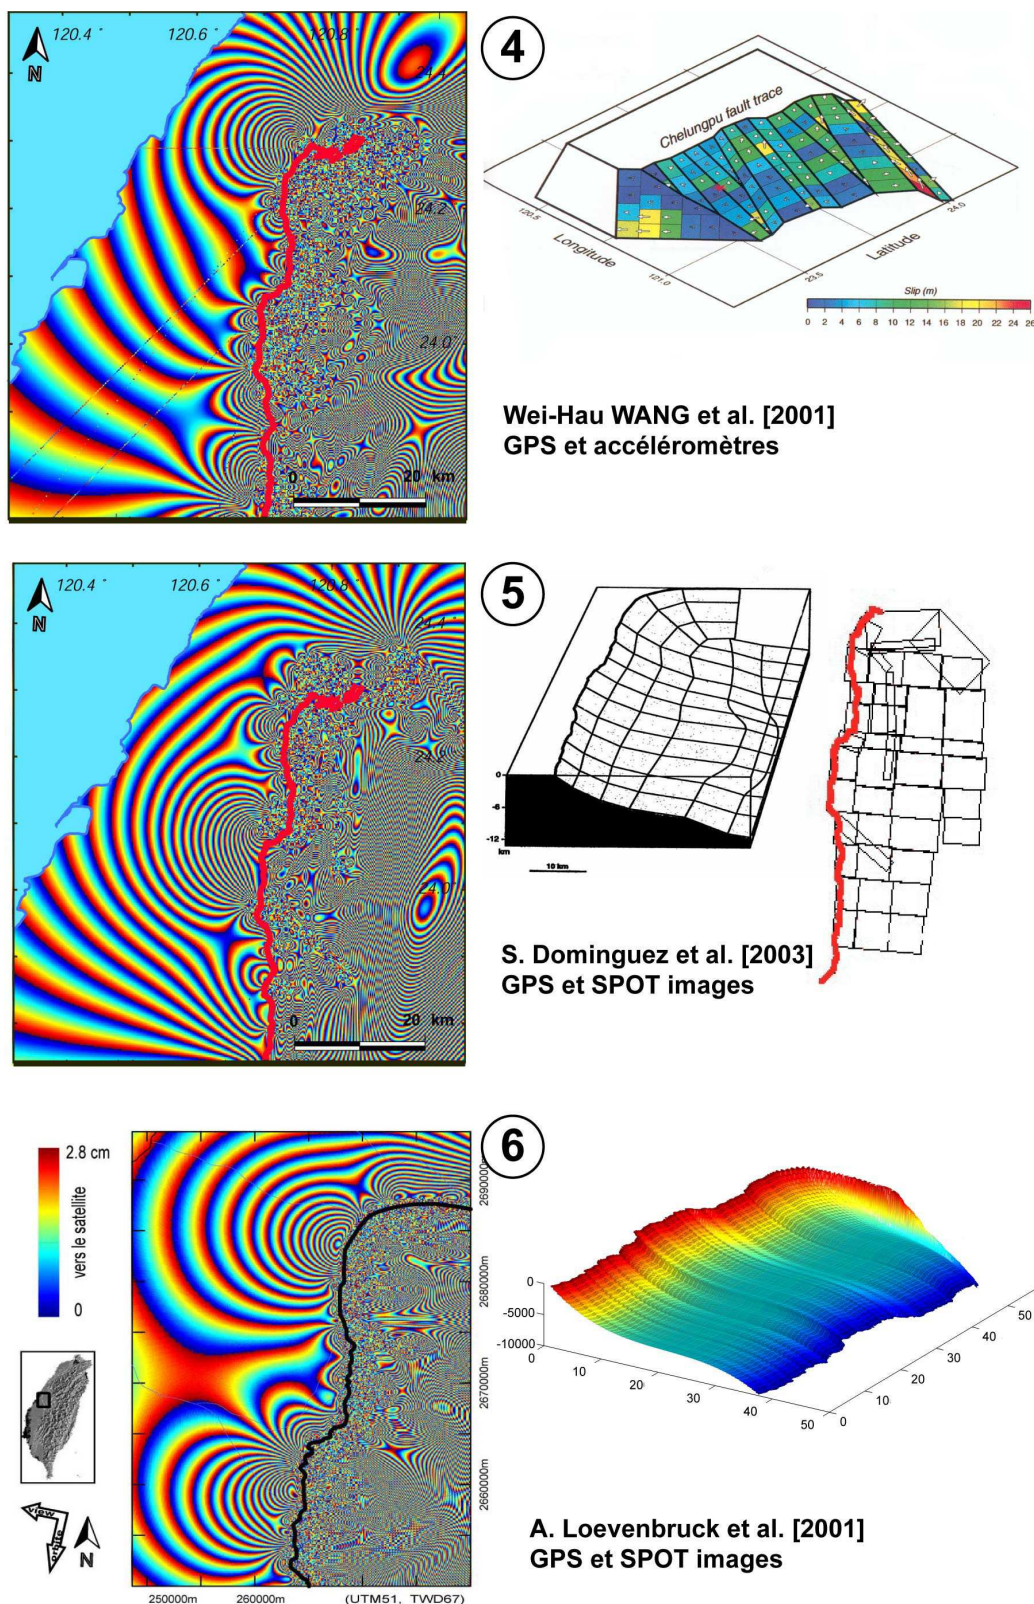 120.4 °
120.6 °
120.8 °
24.4
24.2
24.0
N
0
20 km
4
Chelungpu fault trace
120.5
Longitude
121.0
23.5
Latitude
24.0
Slip (m)
0 2 4 6 8 10 12 14 16 18 20 22 24 26
Wei-Hau WANG et al. [2001]
GPS et accéléromètres
120.4 °
120.6 °
120.8 °
24.4
24.2
24.0
N
0
20 km
5
0
-6
-12
km
10 km
S. Dominguez et al. [2003]
GPS et SPOT images
2.8 cm
vers le satellite
0
view
orbite
N
2690000m
2680000m
2670000m
2660000m
250000m
260000m
(UTM51, TWD67)
6
0
-5000
-10000
0
10
20
30
40
50
0
10
20
30
40
50
A. Loevenbruck et al. [2001]
GPS et SPOT images